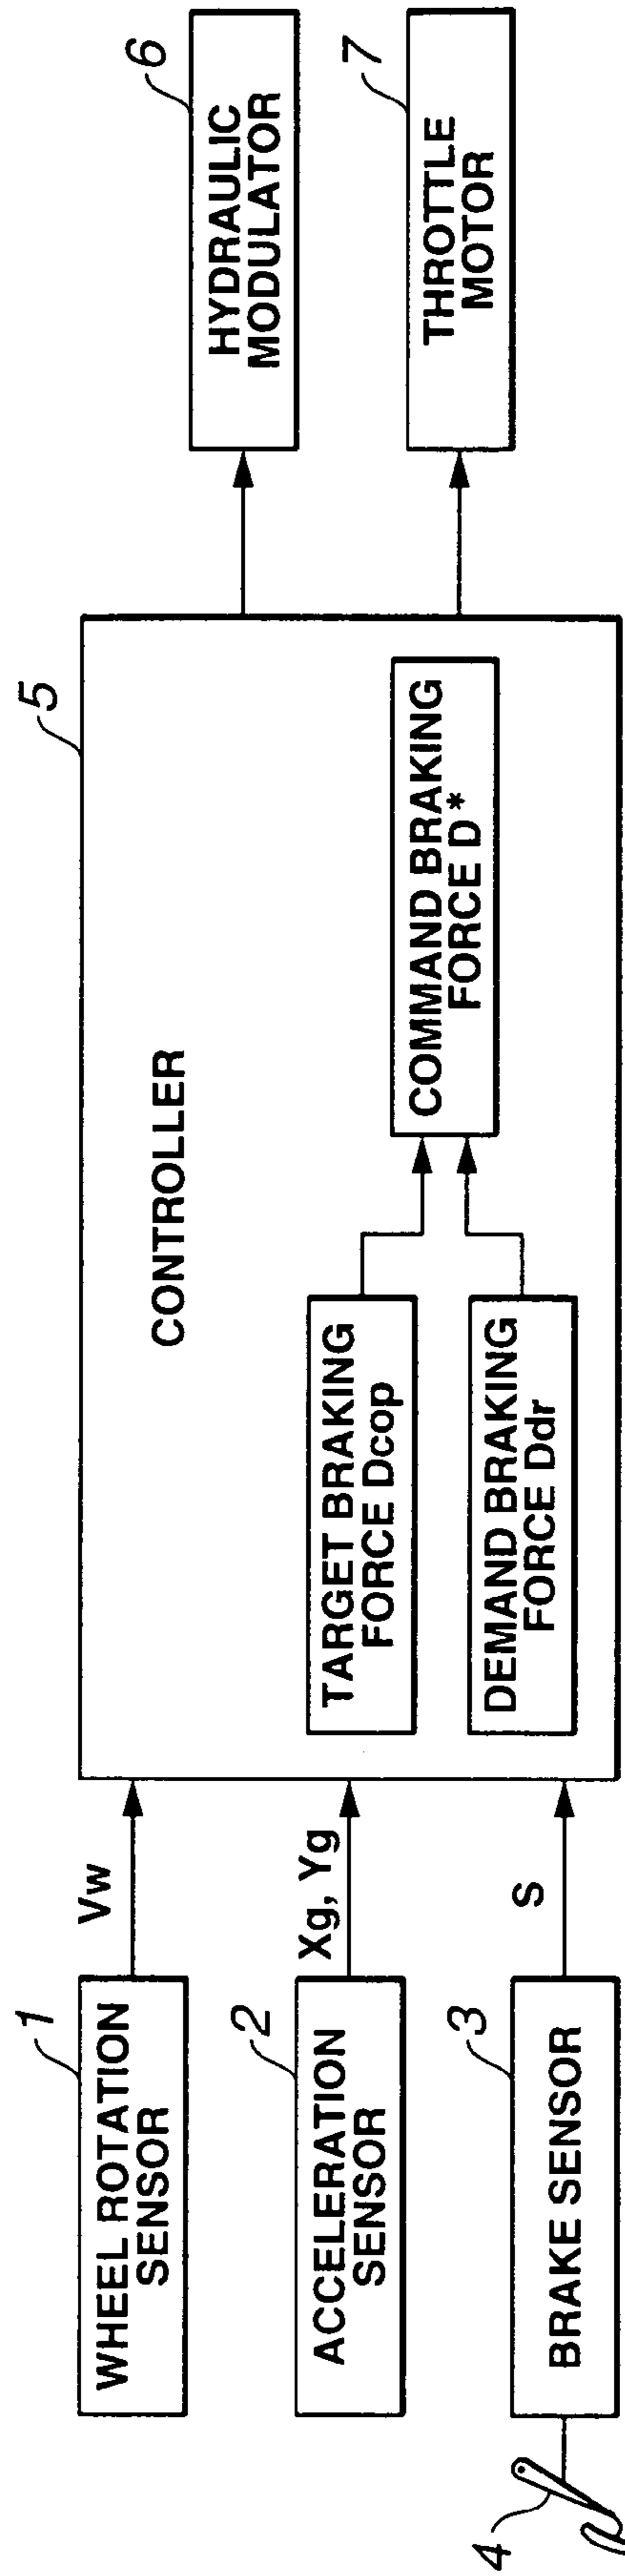 1
WHEEL ROTATION
SENSOR
Vw
2
ACCELERATION
SENSOR
Xg, Yg
3
BRAKE SENSOR
S
4
5
CONTROLLER
TARGET BRAKING
FORCE Dcop
DEMAND BRAKING
FORCE Ddr
COMMAND BRAKING
FORCE D*
6
HYDRAULIC
MODULATOR
7
THROTTLE
MOTOR